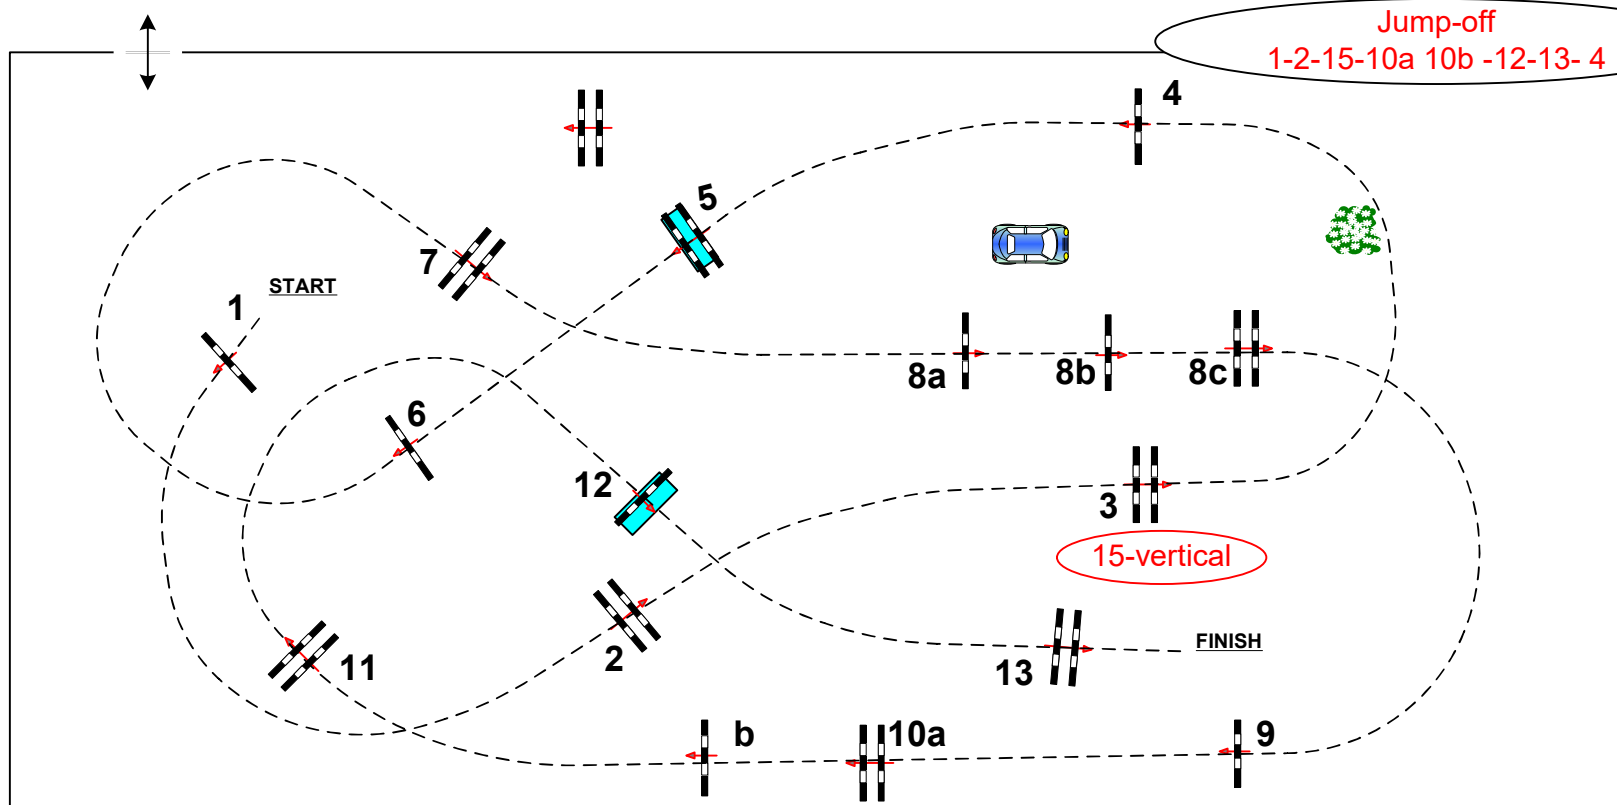 Jump-off
1-2-15-10a 10b -12-13- 4
4
5
7
START
1
8a
8b
8c
6
12
3
15-vertical
2
11
13
FINISH
b
10a
9